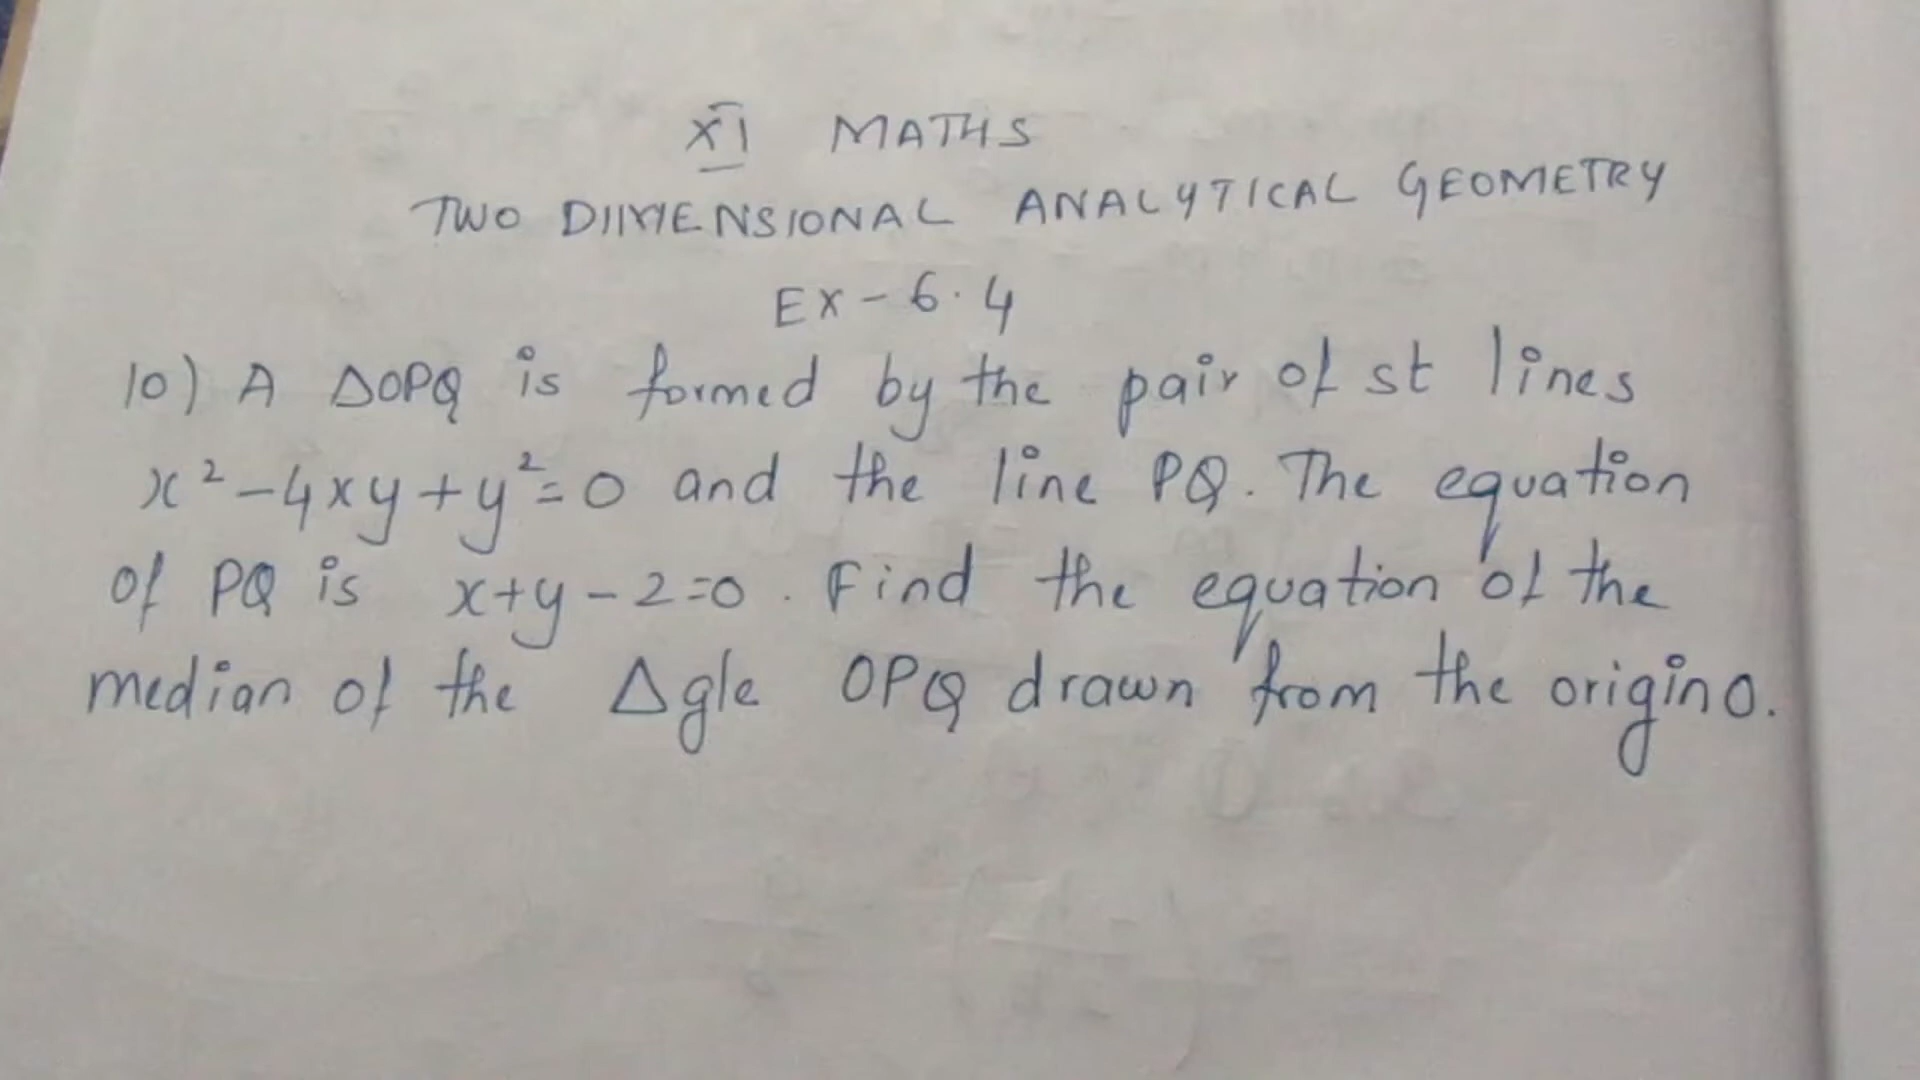 XI MATHS
TWO DIMENSIONAL ANALYTICAL GEOMETRY
EX - 6.4
10) A ΔOPQ is formed by the pair of st lines
x² - 4xy + y² = 0 and the line PQ. The equation
of PQ is x+y-2=0. Find the equation of the
median of the Δgle OPQ drawn from the origin O.